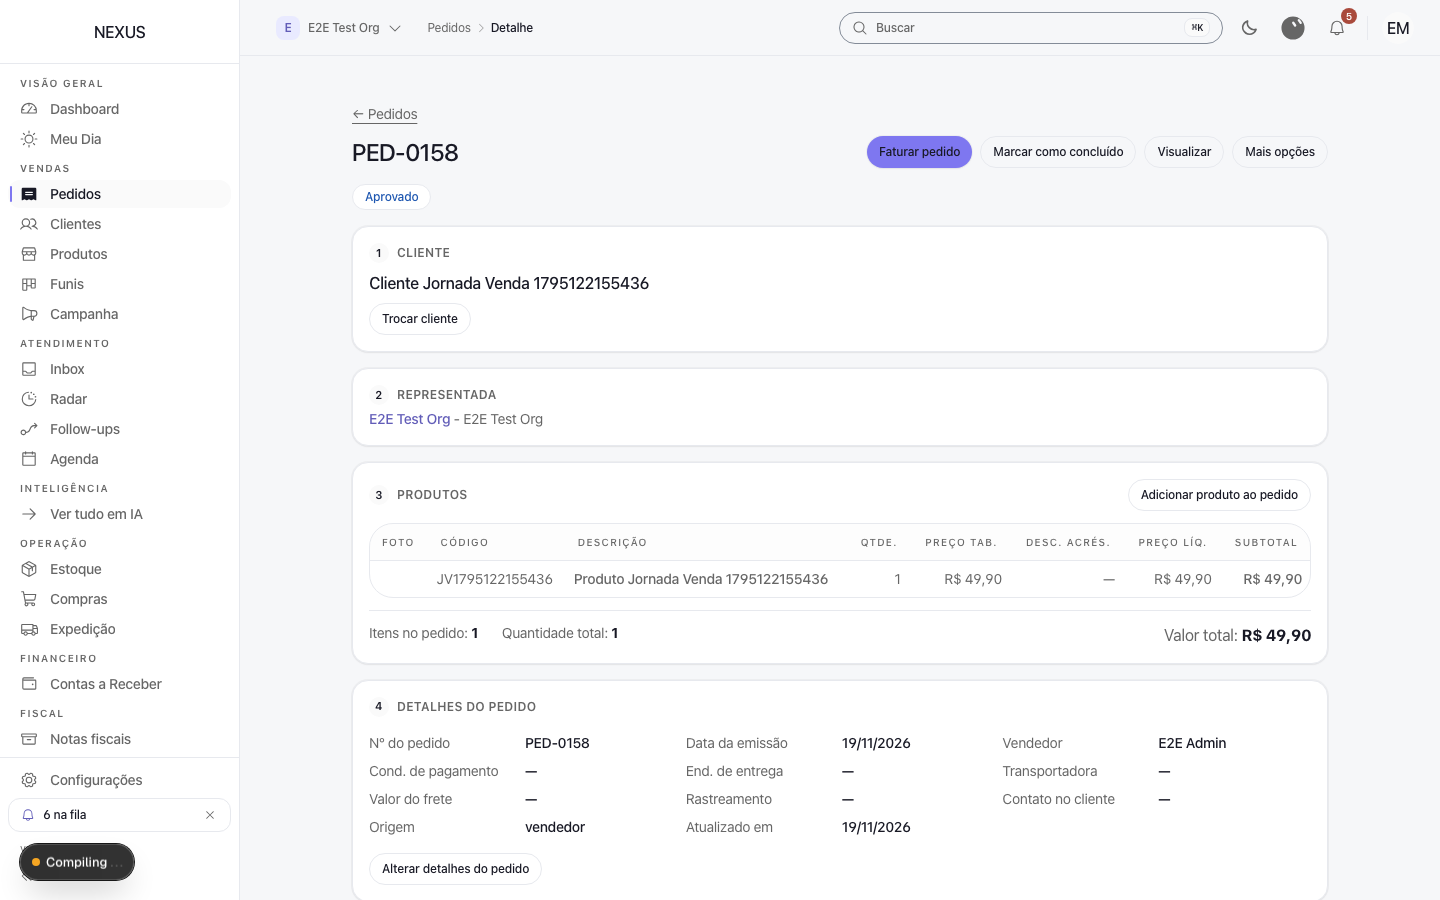 NEXUS
E E2E Test Org Pedidos Detalhe Buscar ⌘K 5 EM
VISÃO GERAL
Dashboard
Meu Dia
VENDAS
Pedidos
Clientes
Produtos
Funis
Campanha
ATENDIMENTO
Inbox
Radar
Follow-ups
Agenda
INTELIGÊNCIA
Ver tudo em IA
OPERAÇÃO
Estoque
Compras
Expedição
FINANCEIRO
Contas a Receber
FISCAL
Notas fiscais
Configurações
6 na fila
Compiling ...
← Pedidos
PED-0158
Faturar pedido Marcar como concluído Visualizar Mais opções
Aprovado
1 CLIENTE
Cliente Jornada Venda 1795122155436
Trocar cliente
2 REPRESENTADA
E2E Test Org - E2E Test Org
3 PRODUTOS Adicionar produto ao pedido
FOTO CÓDIGO DESCRIÇÃO QTDE. PREÇO TAB. DESC. ACRÉS. PREÇO LÍQ. SUBTOTAL
JV1795122155436 Produto Jornada Venda 1795122155436 1 R$ 49,90 — R$ 49,90 R$ 49,90
Itens no pedido: 1 Quantidade total: 1 Valor total: R$ 49,90
4 DETALHES DO PEDIDO
Nº do pedido PED-0158 Data da emissão 19/11/2026 Vendedor E2E Admin
Cond. de pagamento — End. de entrega — Transportadora —
Valor do frete — Rastreamento — Contato no cliente —
Origem vendedor Atualizado em 19/11/2026
Alterar detalhes do pedido